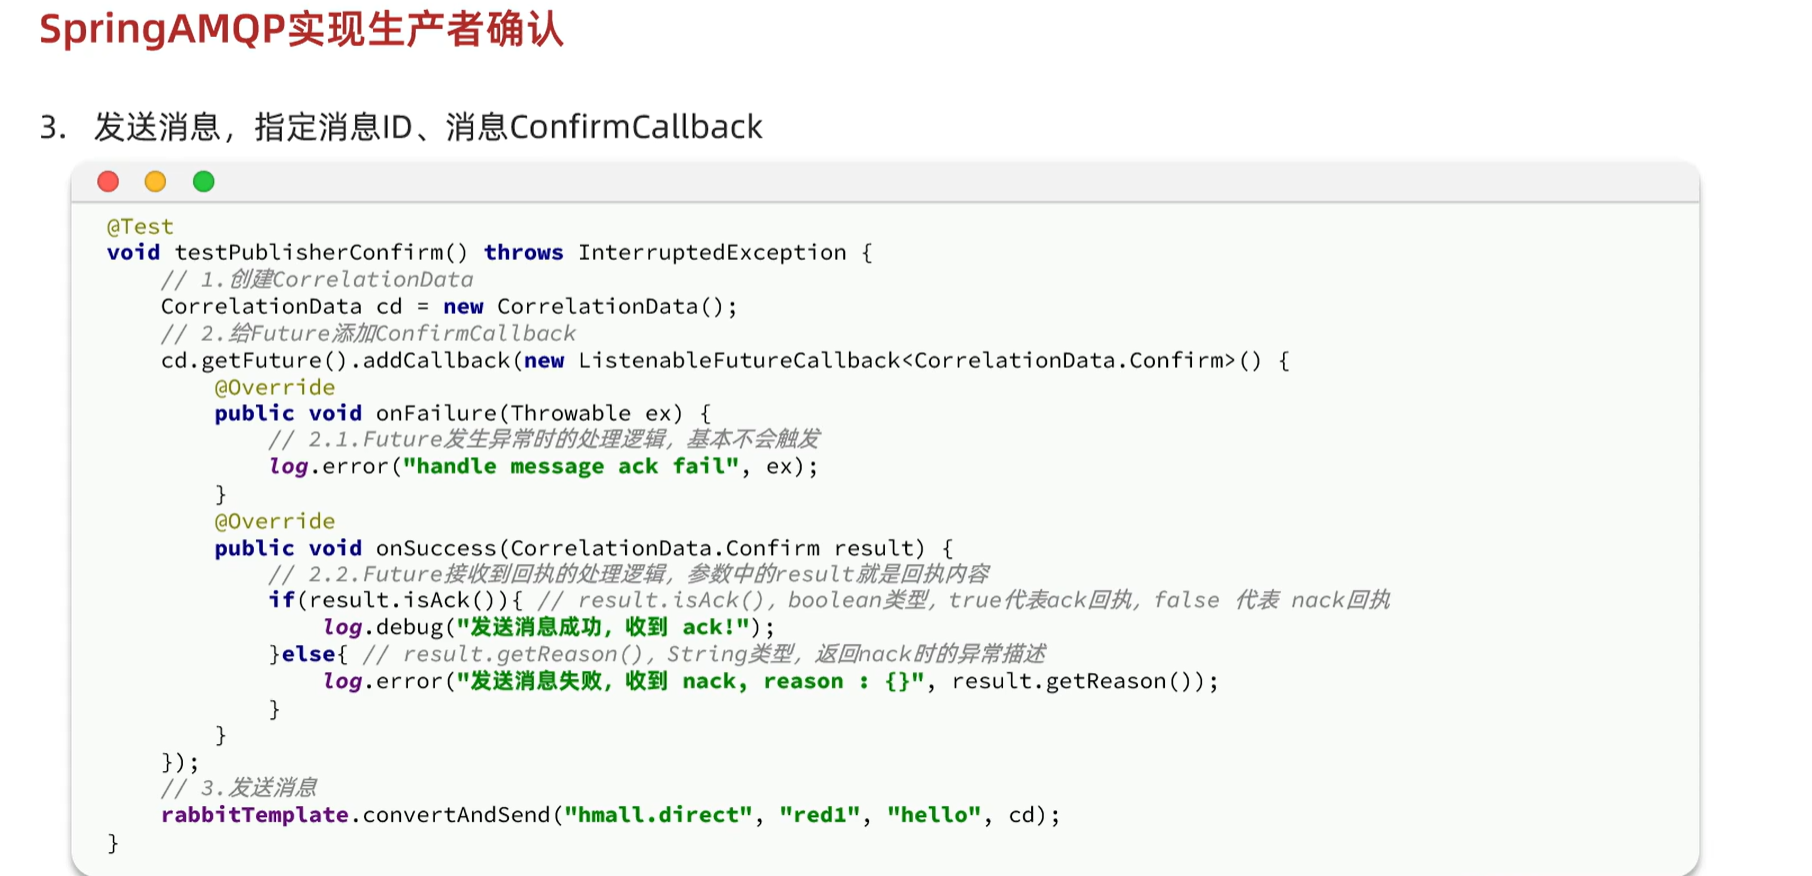 SpringAMQP实现生产者确认
3. 发送消息，指定消息ID、消息ConfirmCallback
@Test
void testPublisherConfirm() throws InterruptedException {
    // 1.创建CorrelationData
    CorrelationData cd = new CorrelationData();
    // 2.给Future添加ConfirmCallback
    cd.getFuture().addCallback(new ListenableFutureCallback<CorrelationData.Confirm>() {
        @Override
        public void onFailure(Throwable ex) {
            // 2.1.Future发生异常时的处理逻辑，基本不会触发
            log.error("handle message ack fail", ex);
        }
        @Override
        public void onSuccess(CorrelationData.Confirm result) {
            // 2.2.Future接收到回执的处理逻辑，参数中的result就是回执内容
            if(result.isAck()){ // result.isAck()，boolean类型，true代表ack回执，false 代表 nack回执
                log.debug("发送消息成功，收到 ack!");
            }else{ // result.getReason()，String类型，返回nack时的异常描述
                log.error("发送消息失败，收到 nack, reason : {}", result.getReason());
            }
        }
    });
    // 3.发送消息
    rabbitTemplate.convertAndSend("hmall.direct", "red1", "hello", cd);
}